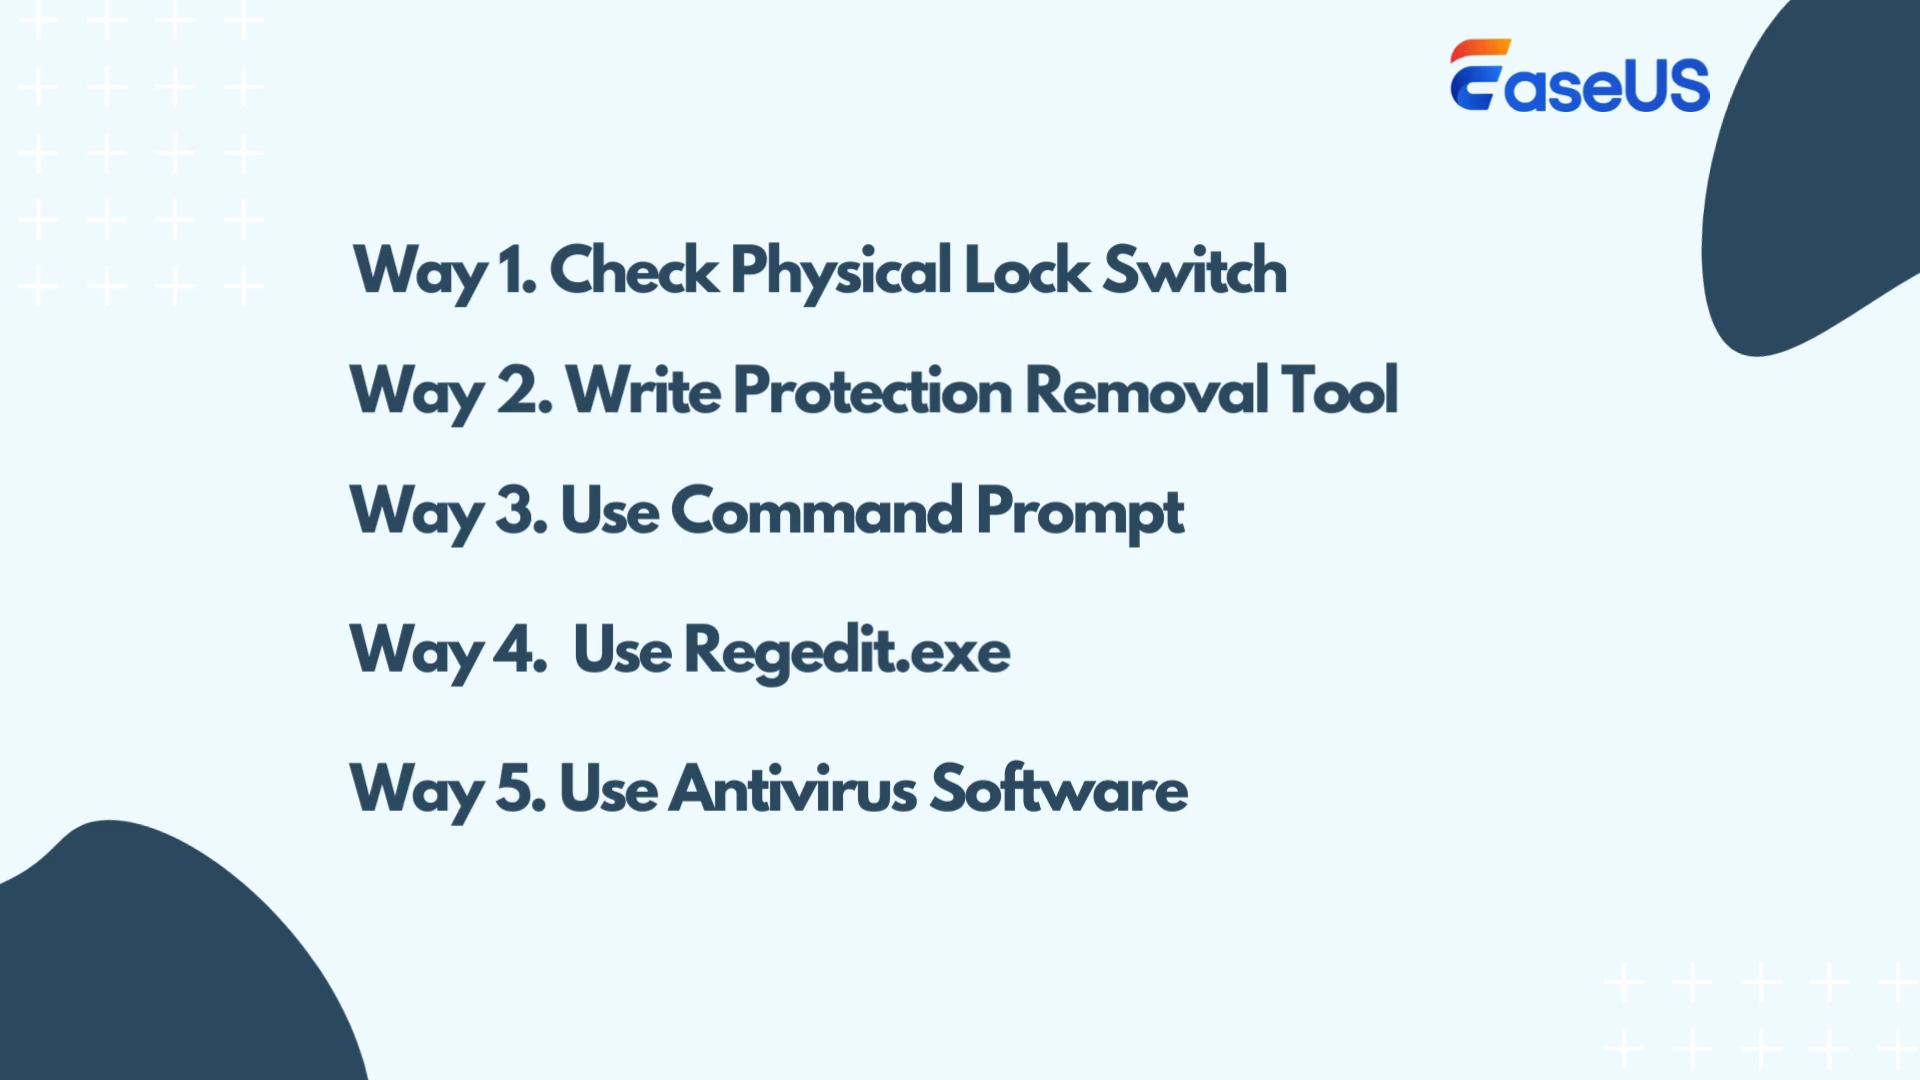 EaseUS
Way 1. Check Physical Lock Switch
Way 2. Write Protection Removal Tool
Way 3. Use Command Prompt
Way 4. Use Regedit.exe
Way 5. Use Antivirus Software